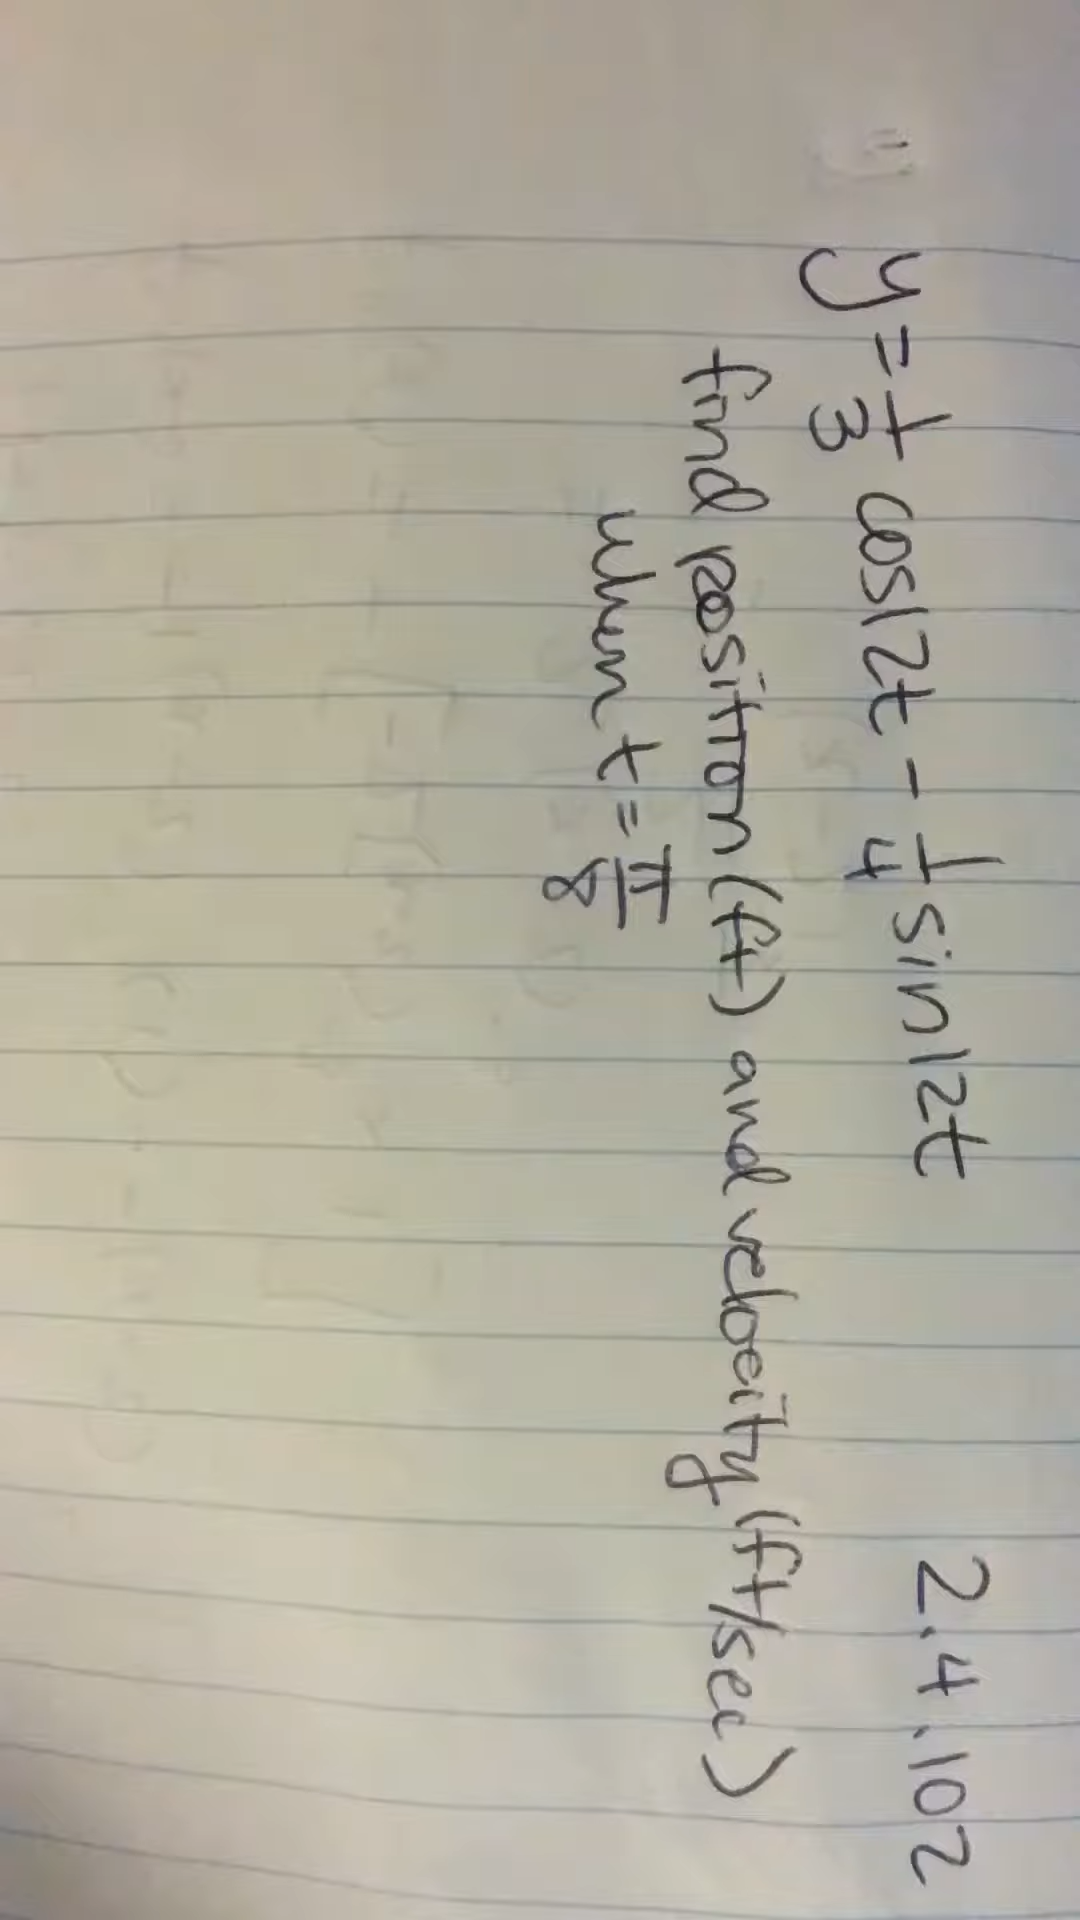 y = 1/3 cos12t - 1/4 sin12t 2.4.102
find position (ft) and velocity (ft/sec)
when t = π/8